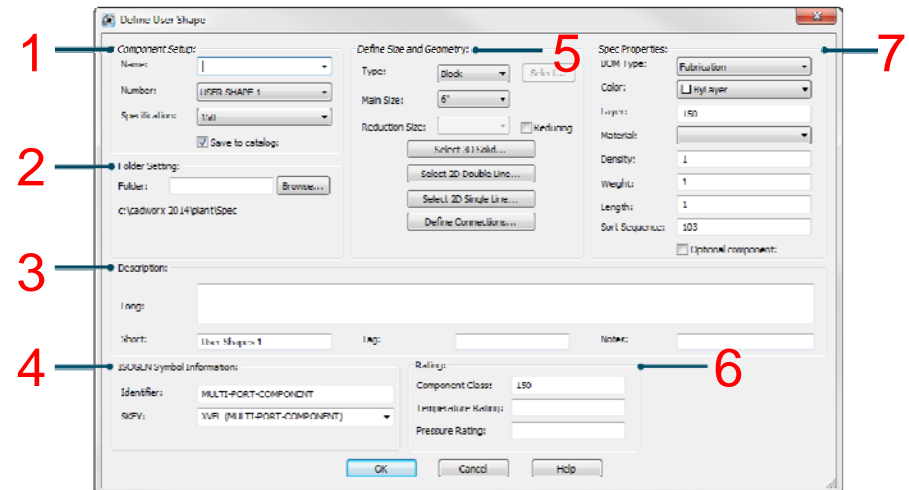 Define User Shape
1
Component Setup:
Name:
Number: USER SHAPE 1
Specification: 150
Save to catalog:
2
Folder Setting:
Folder: Browse...
c:\cadworx 2014\plant\Spec
5
Define Size and Geometry:
Type: Block Select...
Main Size: 6"
Reduction Size: Reducing
Select 3D Solid...
Select 2D Double Line...
Select 2D Single Line...
Define Connections...
7
Spec Properties:
BOM Type: Fabrication
Color: ByLayer
Layer: 150
Material:
Density: 1
Weight: 1
Length: 1
Sort Sequence: 103
Optional component:
3
Description:
Long:
Short: User Shapes 1 Tag: Notes:
4
ISOGEN Symbol Information:
Identifier: MULTI-PORT-COMPONENT
SKEY: XVFL (MULTI-PORT-COMPONENT)
6
Rating:
Component Class: 150
Temperature Rating:
Pressure Rating:
OK Cancel Help